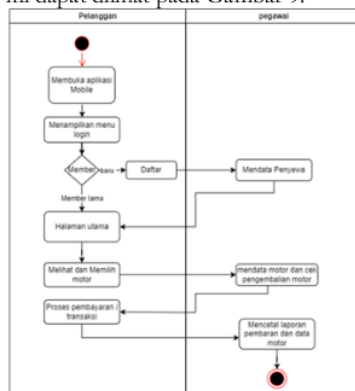 ini dapat dilihat pada Gambar 9.
Pelanggan
pegawai
Membuka aplikasi
Mobile
Menampilkan menu
login
Member
baru
Daftar
Mendata Penyewa
Member lama
Halaman utama
Melihat dan Memilih
motor
mendata motor dan cek
pengembalian motor
Proses pembayaran /
transaksi
Mencetal laporan
pembaran dan data
motor